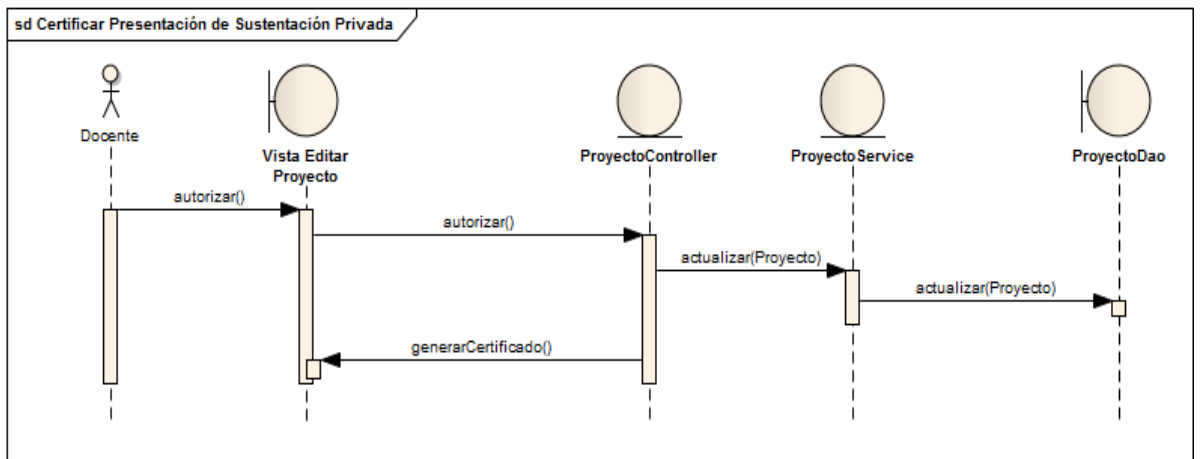 sd Certificar Presentación de Sustentación Privada
Docente
Vista Editar
Proyecto
ProyectoController
ProyectoService
ProyectoDao
autorizar()
autorizar()
actualizar(Proyecto)
actualizar(Proyecto)
generarCertificado()